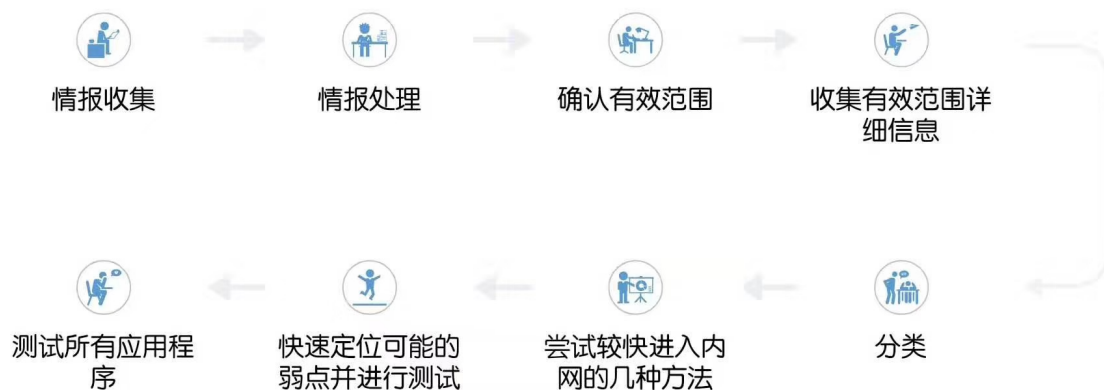 情报收集
情报处理
确认有效范围
收集有效范围详
细信息
分类
尝试较快进入内
网的几种方法
快速定位可能的
弱点并进行测试
测试所有应用程
序